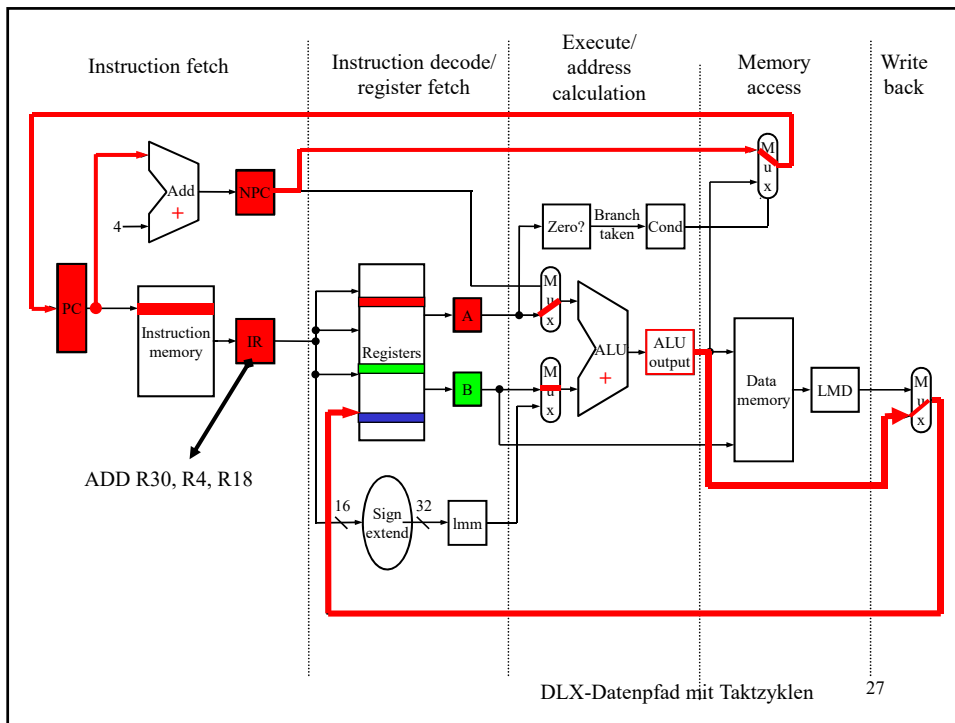 Instruction fetch
Instruction decode/
register fetch
Execute/
address
calculation
Memory
access
Write
back
M
u
x
Add
+
NPC
4
Zero?
Branch
taken
Cond
PC
Instruction
memory
IR
Registers
A
B
M
u
x
M
u
x
ALU
+
ALU
output
Data
memory
LMD
M
u
x
ADD R30, R4, R18
16
Sign
extend
32
lmm
DLX-Datenpfad mit Taktzyklen
27